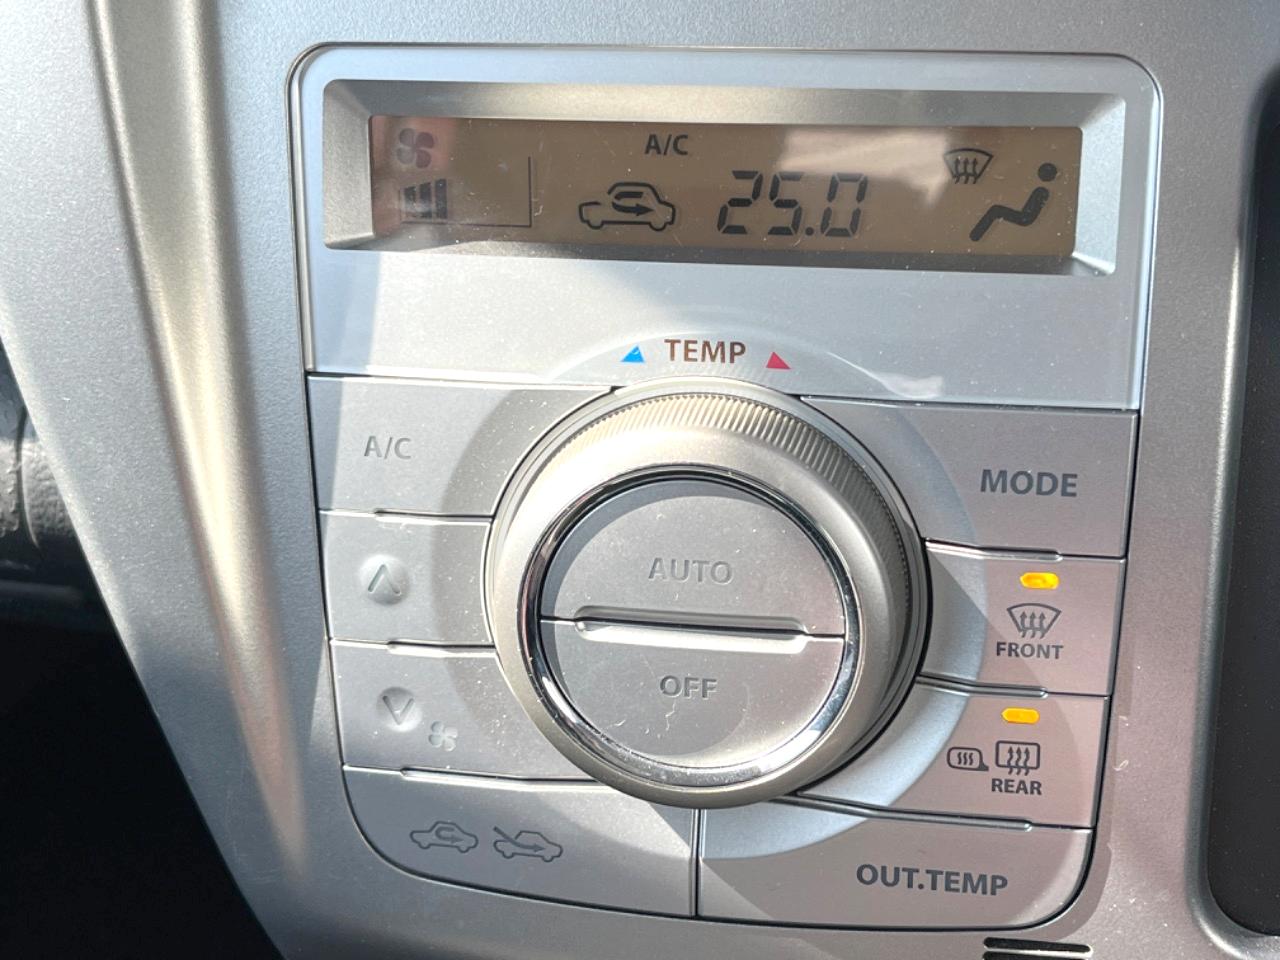 A/C
25.0
TEMP
A/C
MODE
AUTO
FRONT
OFF
REAR
OUT.TEMP